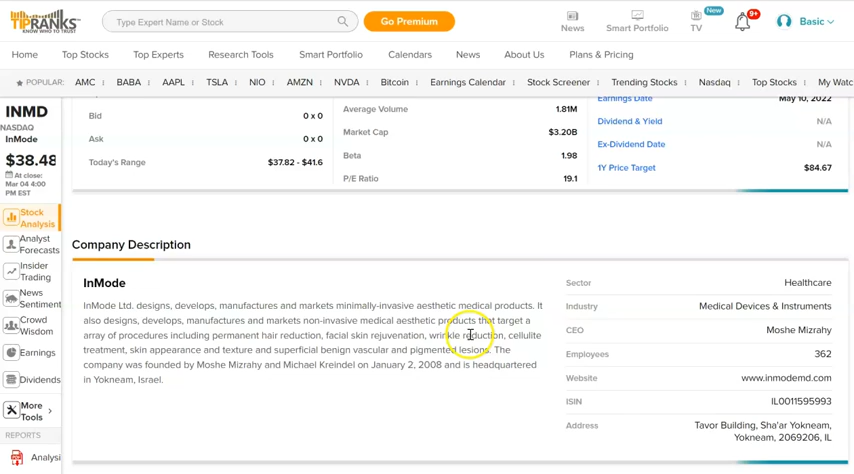 TIPRANKS
KNOW WHO TO TRUST
Type Expert Name or Stock
Go Premium
News
Smart Portfolio
TV
New
9+
Basic
Home Top Stocks Top Experts Research Tools Smart Portfolio Calendars News About Us Plans & Pricing
POPULAR: AMC BABA AAPL TSLA NIO AMZN NVDA Bitcoin Earnings Calendar Stock Screener Trending Stocks Nasdaq Top Stocks My Watc
INMD
NASDAQ
InMode
$38.48
At close:
Mar 04 4:00
PM EST
Stock
Analysis
Analyst
Forecasts
Insider
Trading
News
Sentiment
Crowd
Wisdom
Earnings
Dividends
More
Tools
REPORTS
Analysi
Bid 0 x 0
Ask 0 x 0
Today's Range $37.82 - $41.6
Average Volume 1.81M
Market Cap $3.20B
Beta 1.98
P/E Ratio 19.1
Earnings Date May 10, 2022
Dividend & Yield N/A
Ex-Dividend Date N/A
1Y Price Target $84.67
Company Description
InMode
InMode Ltd. designs, develops, manufactures and markets minimally-invasive aesthetic medical products. It
also designs, develops, manufactures and markets non-invasive medical aesthetic products that target a
array of procedures including permanent hair reduction, facial skin rejuvenation, wrinkle reduction, cellulite
treatment, skin appearance and texture and superficial benign vascular and pigmented lesions. The
company was founded by Moshe Mizrahy and Michael Kreindel on January 2, 2008 and is headquartered
in Yokneam, Israel.
Sector Healthcare
Industry Medical Devices & Instruments
CEO Moshe Mizrahy
Employees 362
Website www.inmodemd.com
ISIN IL0011595993
Address Tavor Building, Sha'ar Yokneam,
Yokneam, 2069206, IL